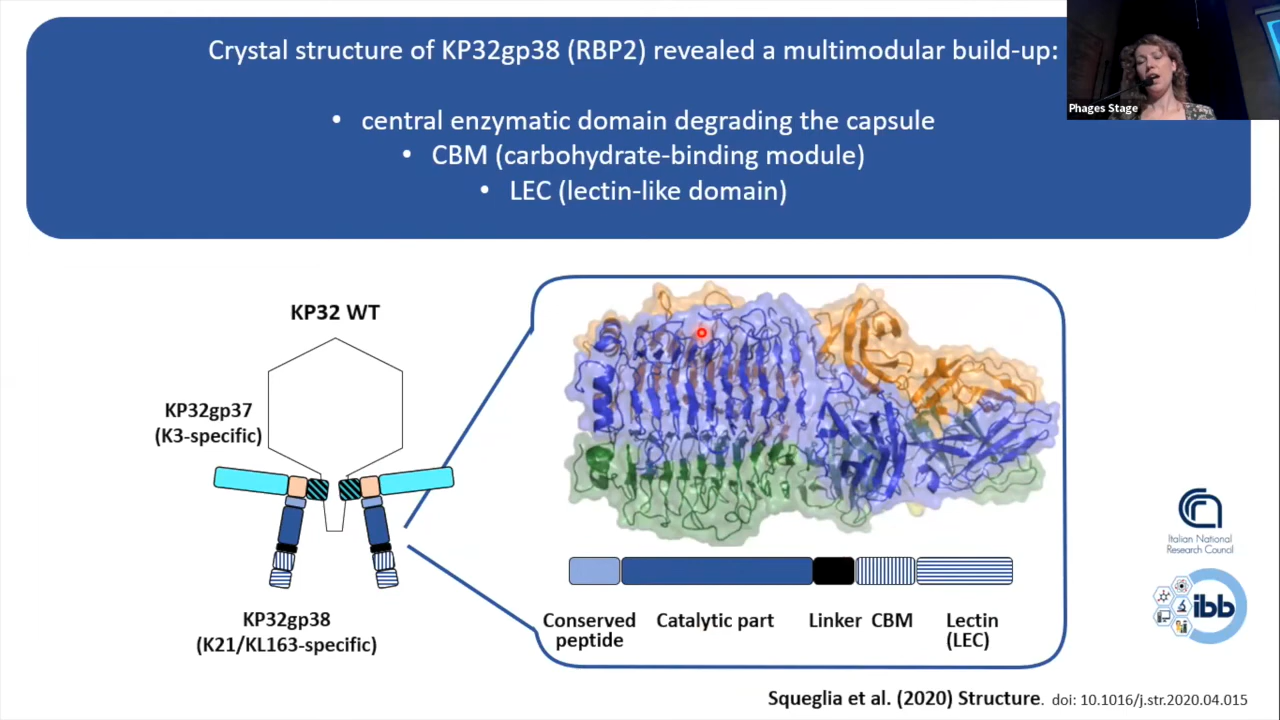 Crystal structure of KP32gp38 (RBP2) revealed a multimodular build-up:
• central enzymatic domain degrading the capsule
• CBM (carbohydrate-binding module)
• LEC (lectin-like domain)
Phages Stage
KP32 WT
KP32gp37
(K3-specific)
KP32gp38
(K21/KL163-specific)
Conserved
peptide
Catalytic part
Linker
CBM
Lectin
(LEC)
Italian National
Research Council
ibb
Squeglia et al. (2020) Structure. doi: 10.1016/j.str.2020.04.015